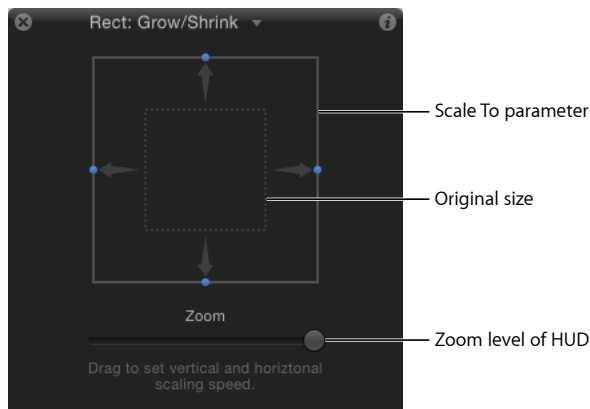 Rect: Grow/Shrink
Scale To parameter
Original size
Zoom
Zoom level of HUD
Drag to set vertical and horiztonal
scaling speed.